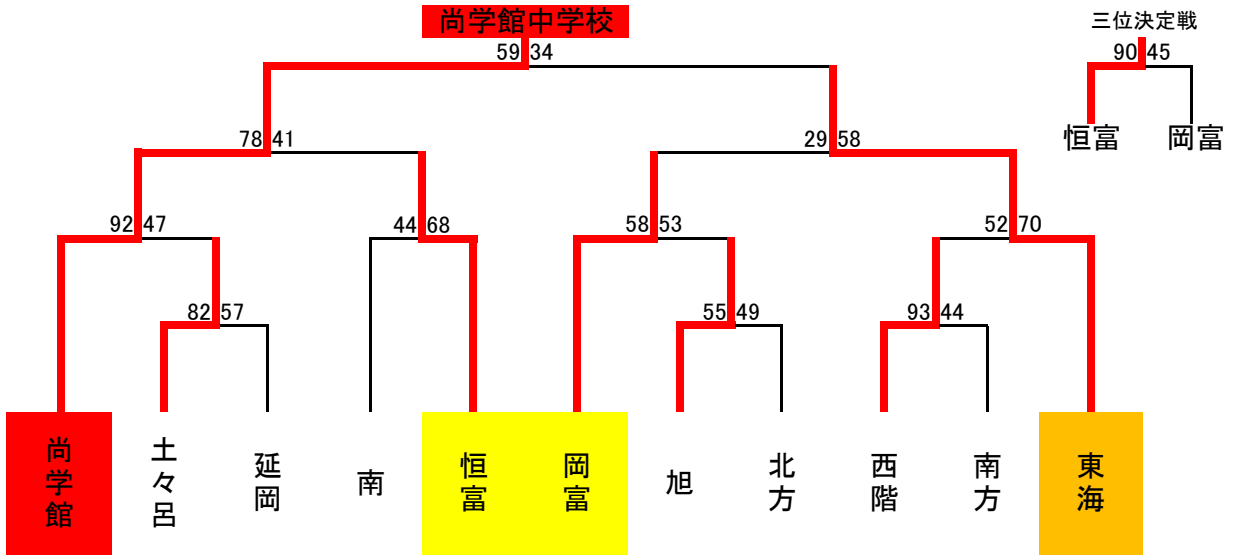 尚学館中学校
三位決定戦
59 34
90 45
恒富 岡富
78 41
29 58
92 47
44 68
58 53
52 70
82 57
55 49
93 44
尚学館
土々呂
延岡
南
恒富
岡富
旭
北方
西階
南方
東海